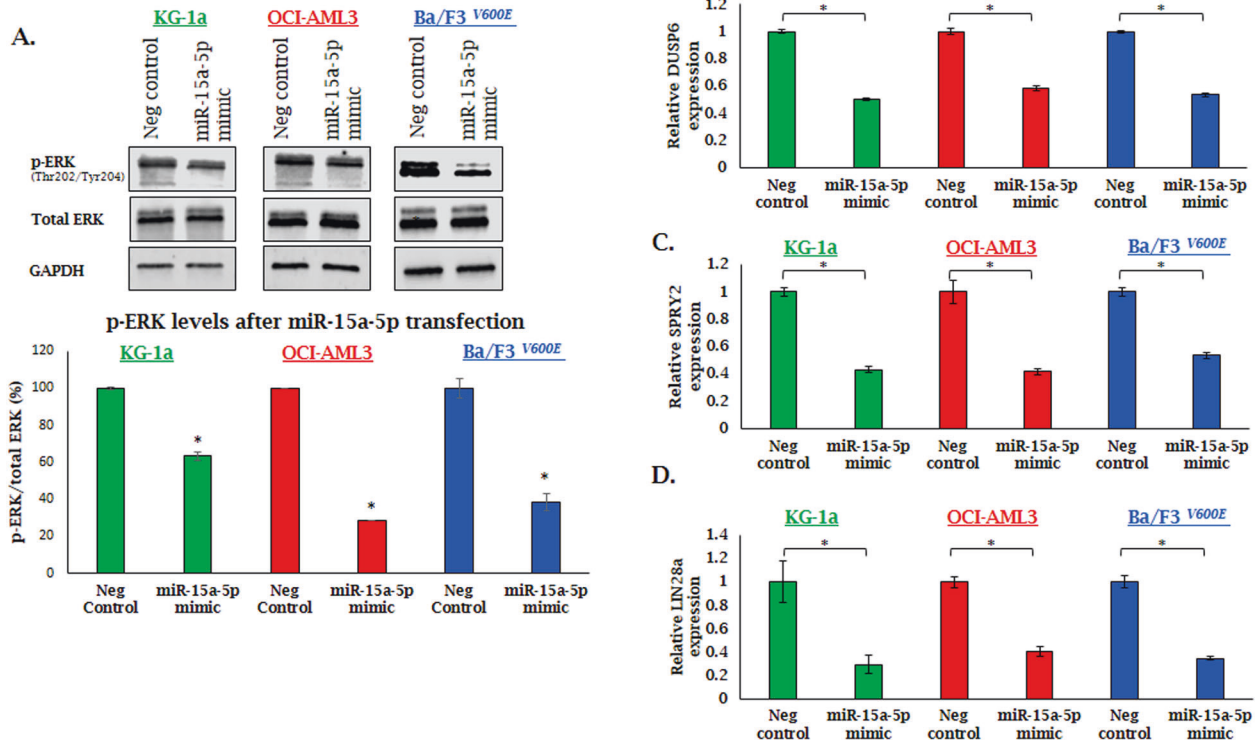 A.
KG-1a
OCI-AML3
Ba/F3 V600E
Neg control
miR-15a-5p
mimic
Neg control
miR-15a-5p
mimic
Neg control
miR-15a-5p
mimic
p-ERK
(Thr202/Tyr204)
*
Total ERK
GAPDH
p-ERK levels after miR-15a-5p transfection
KG-1a
OCI-AML3
Ba/F3 V600E
p-ERK/total ERK (%)
120
100
80
60
40
20
0
*
*
*
Neg
Control
miR-15a-5p
mimic
Neg
Control
miR-15a-5p
mimic
Neg
Control
miR-15a-5p
mimic
Relative DUSP6
expression
1.2
1
0.8
0.6
0.4
0.2
0
*
*
*
Neg
control
miR-15a-5p
mimic
Neg
control
miR-15a-5p
mimic
Neg
control
miR-15a-5p
mimic
C.
KG-1a
OCI-AML3
Ba/F3 V600E
Relative SPRY2
expression
1.2
1
0.8
0.6
0.4
0.2
0
*
*
*
Neg
control
miR-15a-5p
mimic
Neg
control
miR-15a-5p
mimic
Neg
control
miR-15a-5p
mimic
D.
KG-1a
OCI-AML3
Ba/F3 V600E
Relative LIN28a
expression
1.4
1.2
1
0.8
0.6
0.4
0.2
0
*
*
*
Neg
control
miR-15a-5p
mimic
Neg
control
miR-15a-5p
mimic
Neg
control
miR-15a-5p
mimic